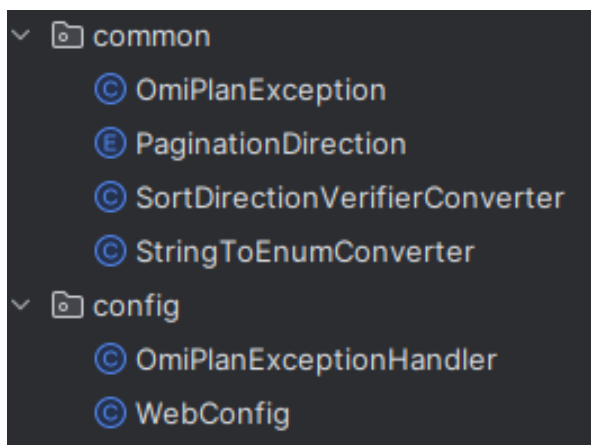 common
C OmiPlanException
E PaginationDirection
C SortDirectionVerifierConverter
C StringToEnumConverter
config
C OmiPlanExceptionHandler
C WebConfig